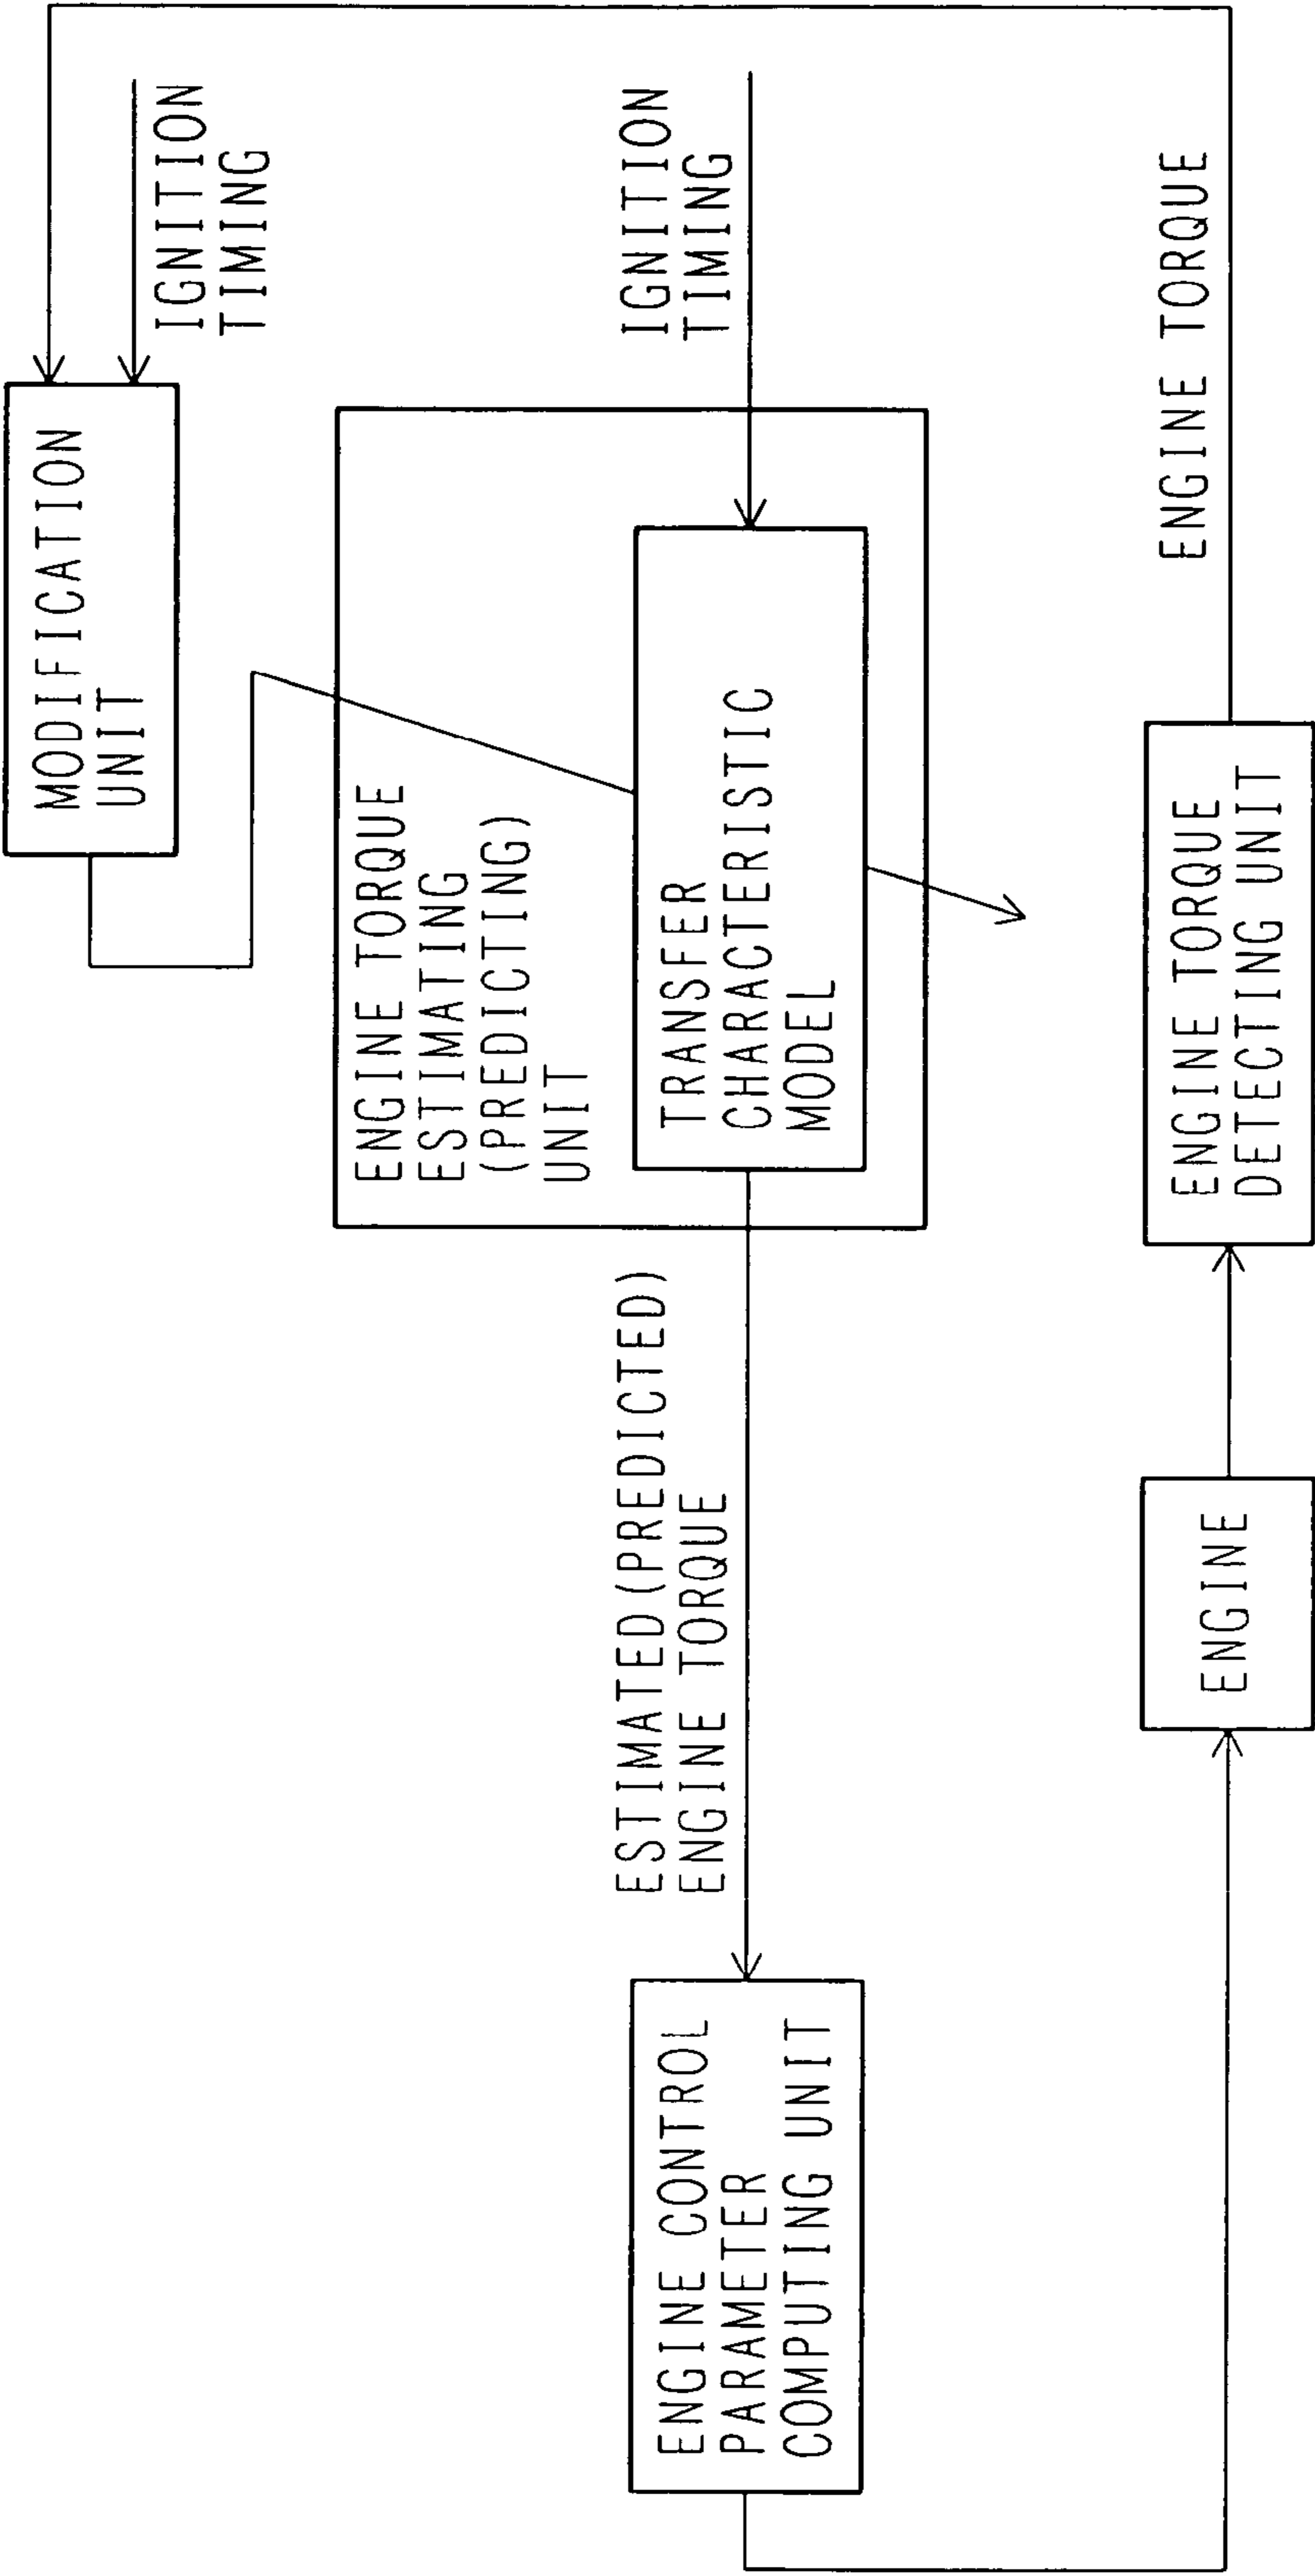 MODIFICATION
UNIT
IGNITION
TIMING
ENGINE TORQUE
ESTIMATING
(PREDICTING)
UNIT
TRANSFER
CHARACTERISTIC
MODEL
IGNITION
TIMING
ESTIMATED(PREDICTED)
ENGINE TORQUE
ENGINE CONTROL
PARAMETER
COMPUTING UNIT
ENGINE
ENGINE TORQUE
DETECTING UNIT
ENGINE TORQUE